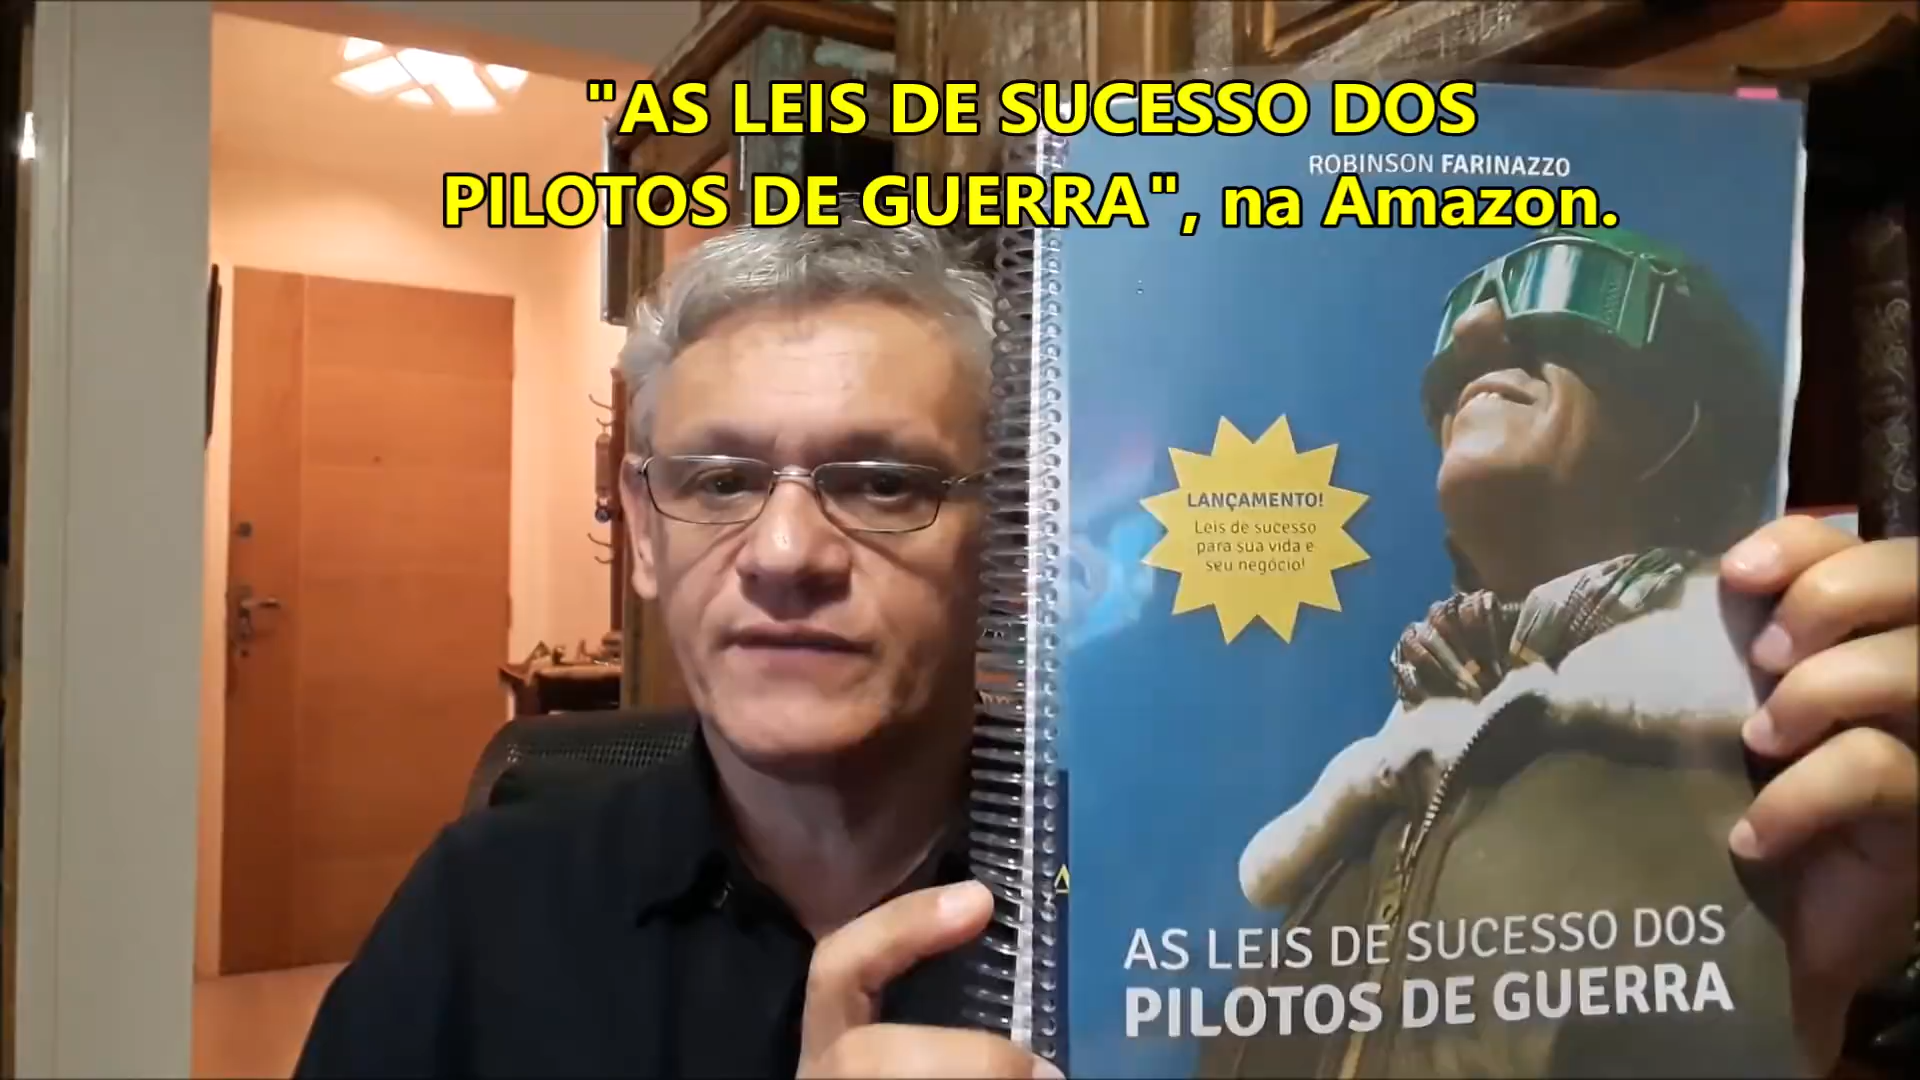 "AS LEIS DE SUCESSO DOS
PILOTOS DE GUERRA", na Amazon.
ROBINSON FARINAZZO
LANÇAMENTO!
Leis de sucesso
para sua vida e
seu negócio!
AS LEIS DE SUCESSO DOS
PILOTOS DE GUERRA